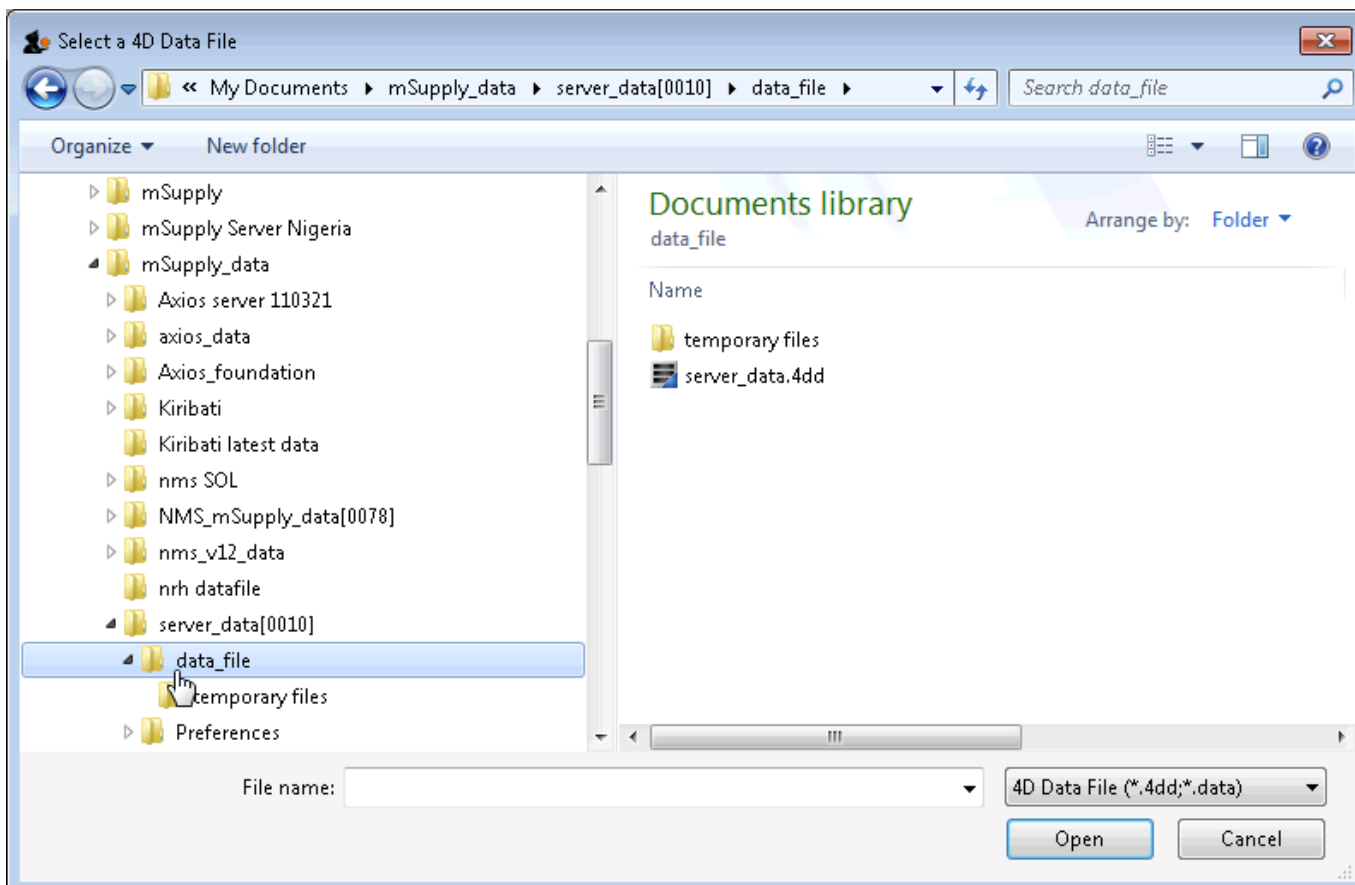 Select a 4D Data File
« My Documents ▸ mSupply_data ▸ server_data[0010] ▸ data_file ▸
Search data_file
Organize New folder
mSupply
mSupply Server Nigeria
mSupply_data
Axios server 110321
axios_data
Axios_foundation
Kiribati
Kiribati latest data
nms SOL
NMS_mSupply_data[0078]
nms_v12_data
nrh datafile
server_data[0010]
data_file
temporary files
Preferences
Documents library
data_file
Arrange by: Folder
Name
temporary files
server_data.4dd
File name:
4D Data File (*.4dd;*.data)
Open Cancel